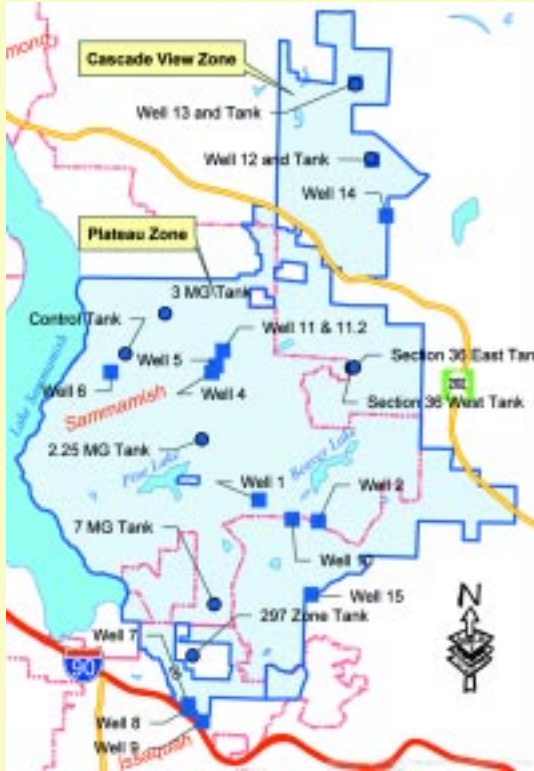 Cascade View Zone
Well 13 and Tank
Well 12 and Tank
Well 14
Plateau Zone
3 MG Tank
Control Tank
Well 11 & 11.2
Well 5
Section 36 East Tan
Well 6
Well 4
202
Sammamish
Section 36 West Tank
Lake Sammamish
2.25 MG Tank
Pine Lake
Beaver Lake
Well 1
Well 2
7 MG Tank
Well 10
Well 15
N
297 Zone Tank
Well 7
90
Well 8
Well 9
Issaquah